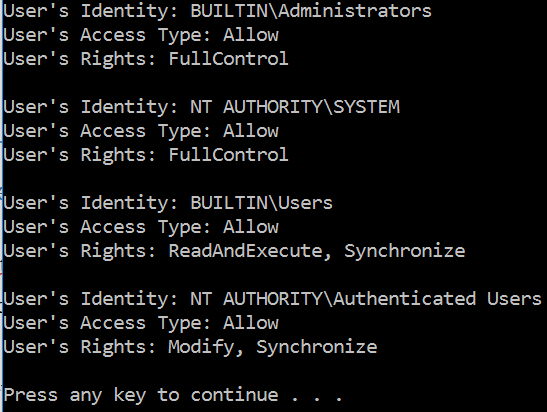 User's Identity: BUILTIN\Administrators
User's Access Type: Allow
User's Rights: FullControl
User's Identity: NT AUTHORITY\SYSTEM
User's Access Type: Allow
User's Rights: FullControl
User's Identity: BUILTIN\Users
User's Access Type: Allow
User's Rights: ReadAndExecute, Synchronize
User's Identity: NT AUTHORITY\Authenticated Users
User's Access Type: Allow
User's Rights: Modify, Synchronize
Press any key to continue . . .